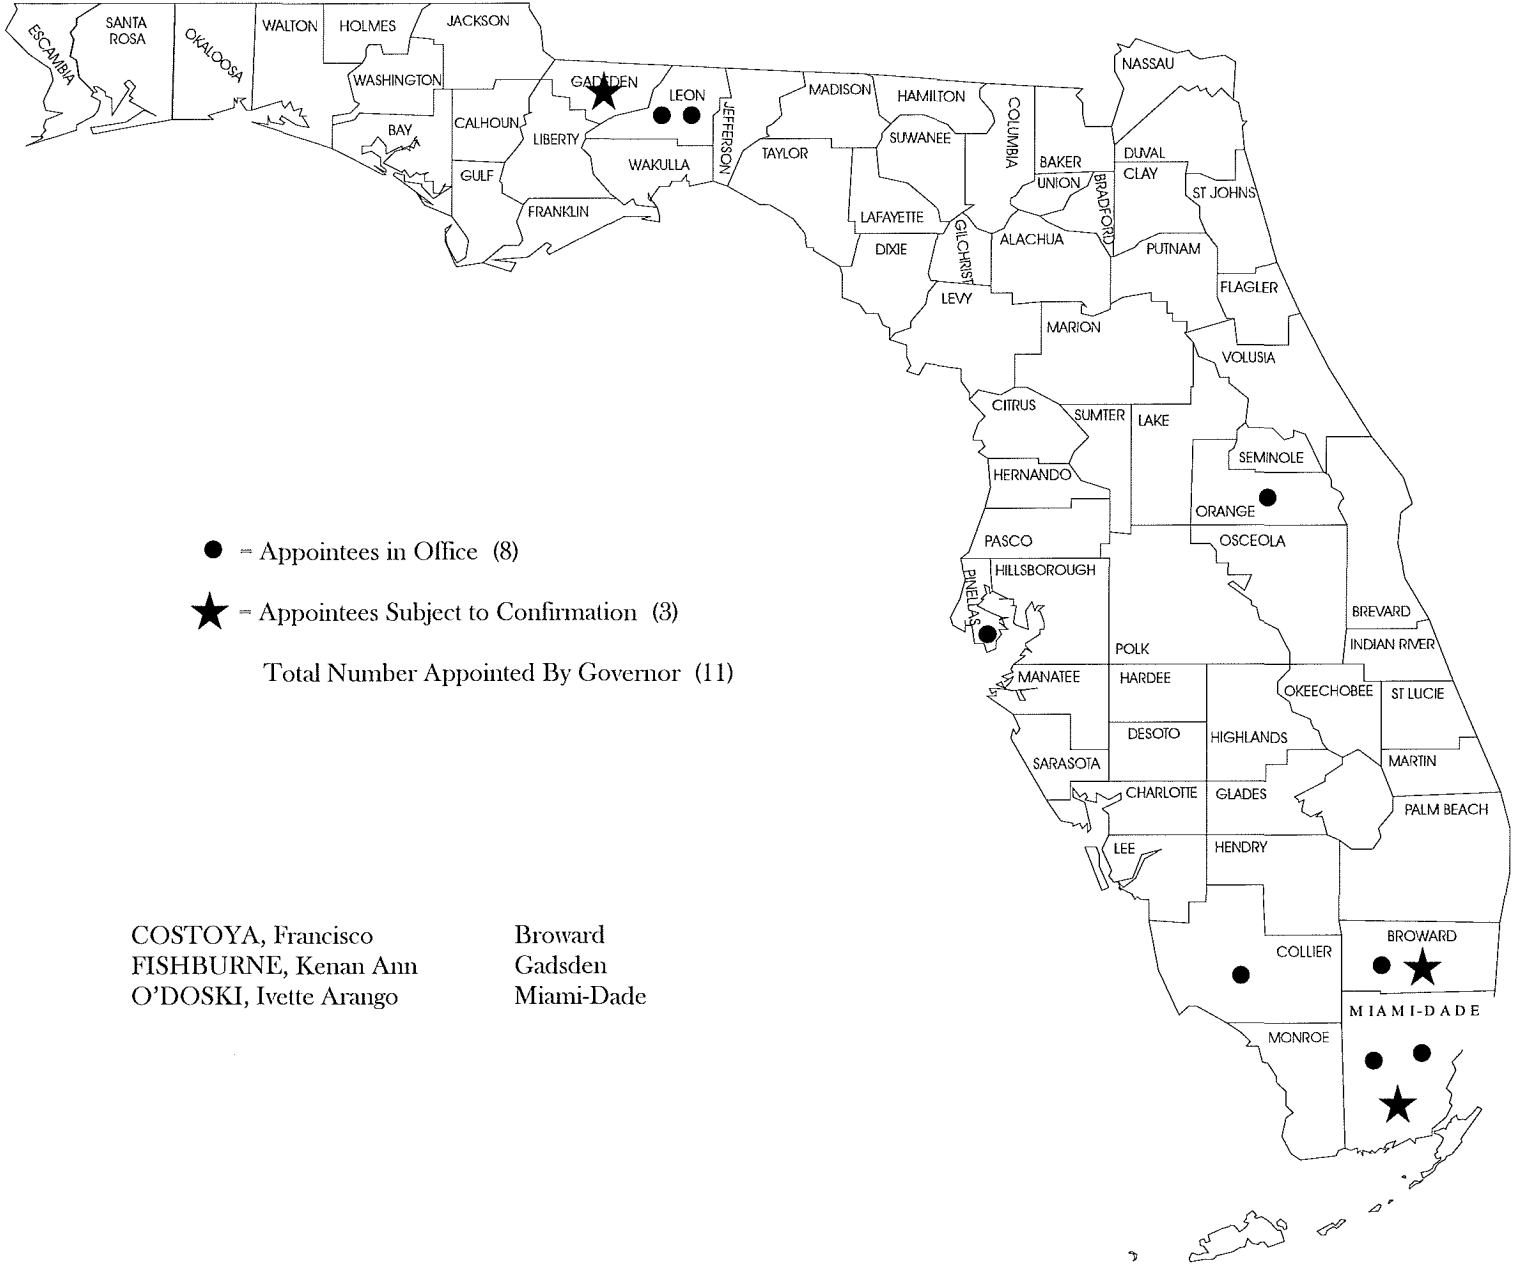 ESCAMBIA
SANTA
ROSA
OKALOOSA
WALTON
HOLMES
JACKSON
WASHINGTON
BAY
CALHOUN
GULF
GADSDEN
LIBERTY
LEON
WAKULLA
FRANKLIN
JEFFERSON
MADISON
TAYLOR
HAMILTON
SUWANEE
LAFAYETTE
DIXIE
COLUMBIA
GILCHRIST
LEVY
NASSAU
DUVAL
BAKER
UNION
BRADFORD
CLAY
ST JOHNS
ALACHUA
PUTNAM
FLAGLER
MARION
VOLUSIA
CITRUS
SUMTER
LAKE
SEMINOLE
HERNANDO
ORANGE
PASCO
OSCEOLA
PINELLAS
HILLSBOROUGH
POLK
BREVARD
INDIAN RIVER
MANATEE
HARDEE
OKEECHOBEE
ST LUCIE
DESOTO
HIGHLANDS
SARASOTA
MARTIN
CHARLOTTE
GLADES
PALM BEACH
LEE
HENDRY
COLLIER
BROWARD
MIAMI-DADE
MONROE
= Appointees in Office (8)
= Appointees Subject to Confirmation (3)
Total Number Appointed By Governor (11)
COSTOYA, Francisco Broward
FISHBURNE, Kenan Ann Gadsden
O'DOSKI, Ivette Arango Miami-Dade